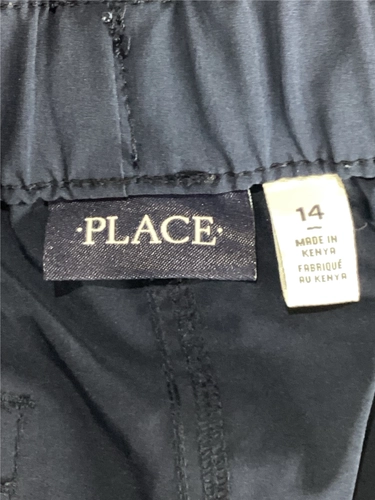 ·PLACE·
14
MADE IN
KENYA
FABRIQUÉ
AU KENYA